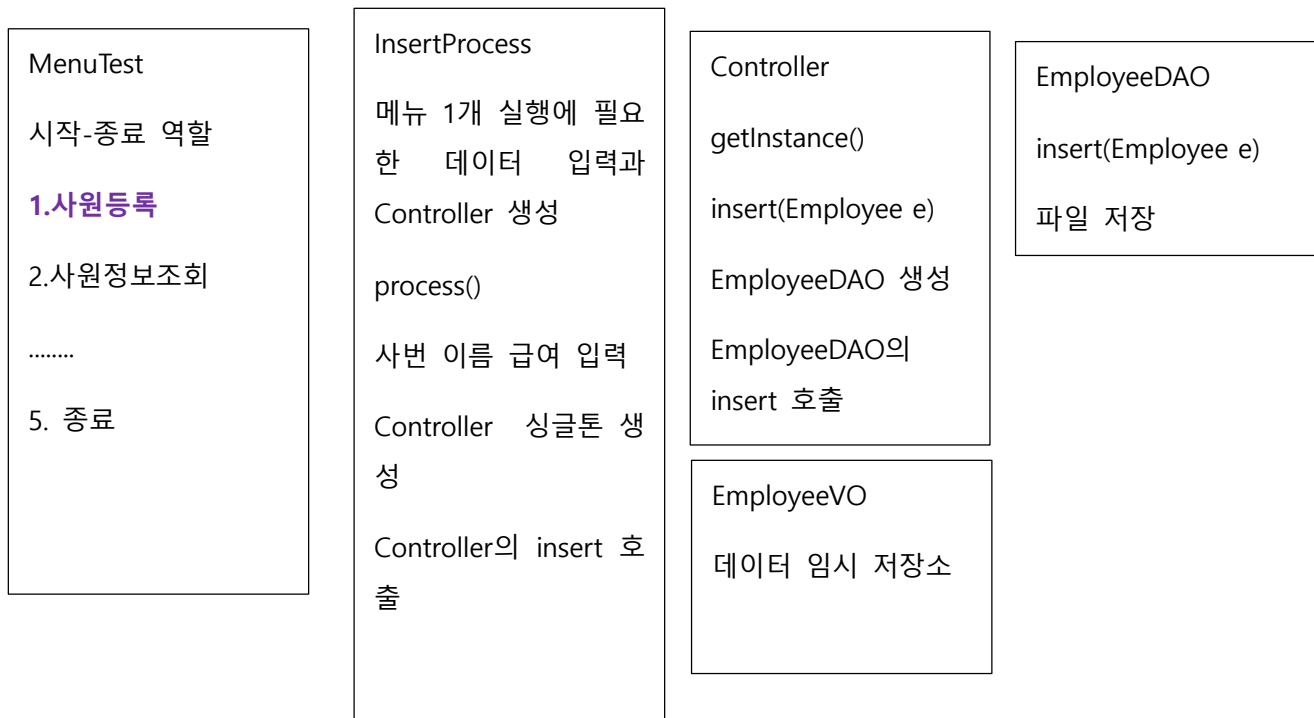 MenuTest
시작-종료 역할
1.사원등록
2.사원정보조회
........
5. 종료
InsertProcess
메뉴 1개 실행에 필요
한 데이터 입력과
Controller 생성
process()
사번 이름 급여 입력
Controller 싱글톤 생
성
Controller의 insert 호
출
Controller
getInstance()
insert(Employee e)
EmployeeDAO 생성
EmployeeDAO의
insert 호출
EmployeeVO
데이터 임시 저장소
EmployeeDAO
insert(Employee e)
파일 저장